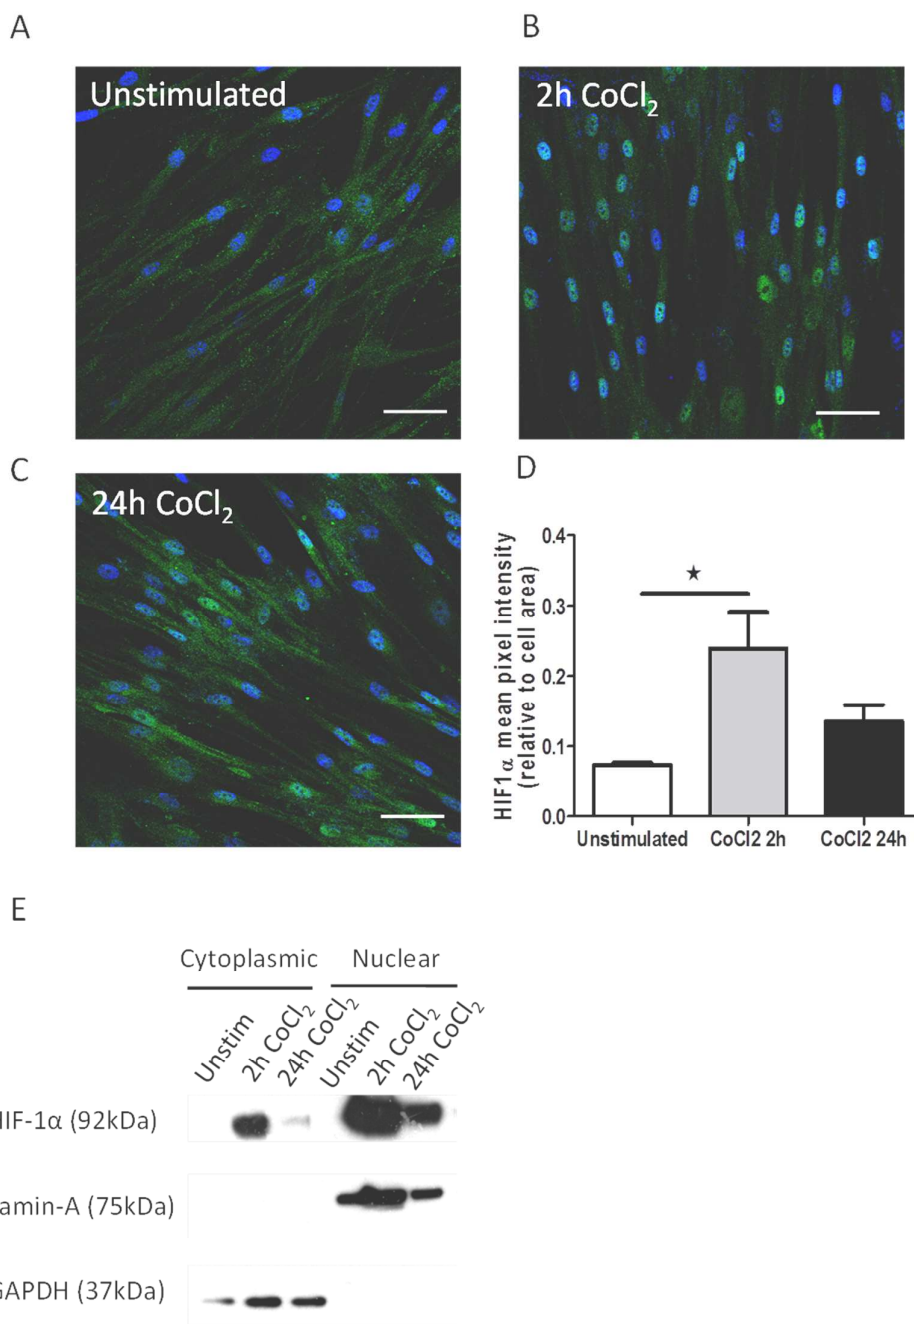 A
B
Unstimulated
2h CoCl2
C
D
24h CoCl2
HIF1α mean pixel intensity
(relative to cell area)
0.4
0.3
0.2
0.1
0.0
★
Unstimulated
CoCl2 2h
CoCl2 24h
E
Cytoplasmic
Nuclear
Unstim
2h CoCl2
24h CoCl2
Unstim
2h CoCl2
24h CoCl2
IF-1α (92kDa)
amin-A (75kDa)
GAPDH (37kDa)